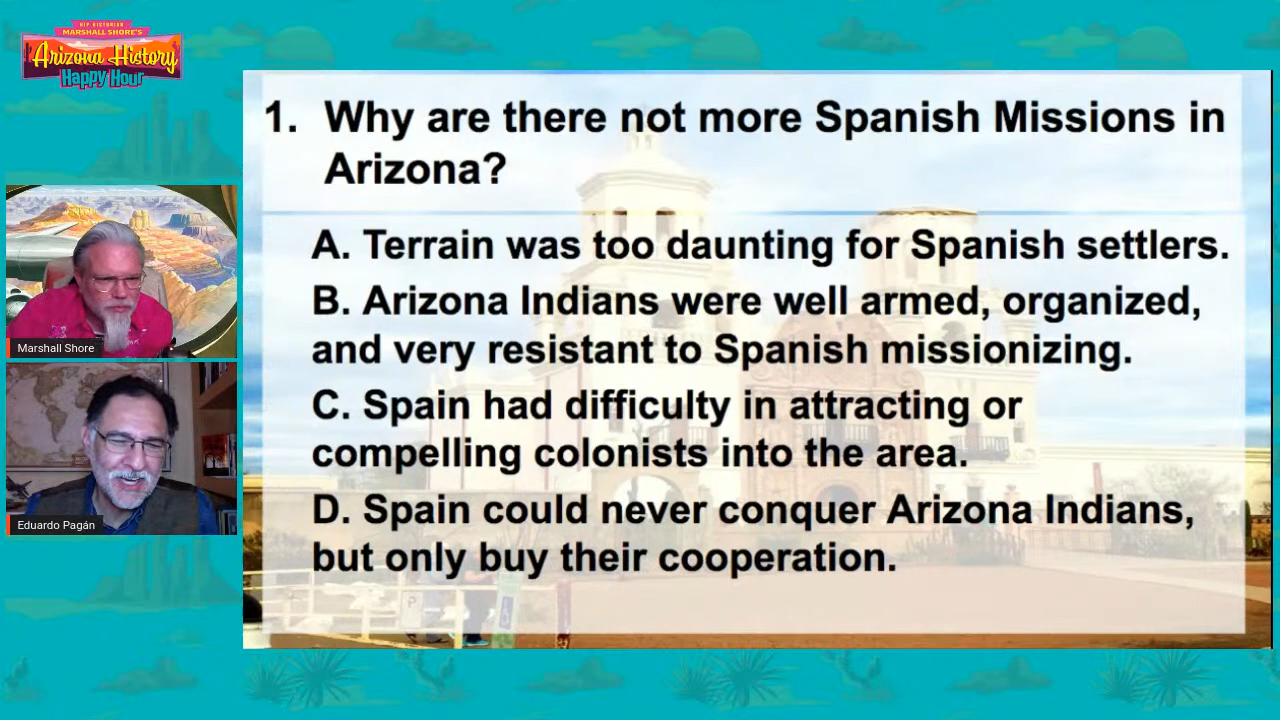 HIP HISTORIAN
MARSHALL SHORE'S
Arizona History
Happy Hour
1. Why are there not more Spanish Missions in
Arizona?
A. Terrain was too daunting for Spanish settlers.
B. Arizona Indians were well armed, organized,
and very resistant to Spanish missionizing.
C. Spain had difficulty in attracting or
compelling colonists into the area.
D. Spain could never conquer Arizona Indians,
but only buy their cooperation.
Marshall Shore
Eduardo Pagán